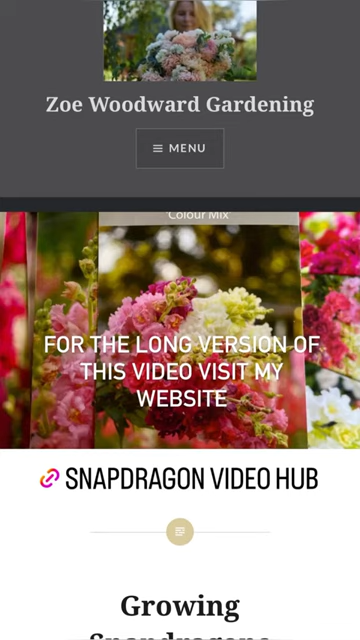 Zoe Woodward Gardening
MENU
'Colour Mix'
FOR THE LONG VERSION OF
THIS VIDEO VISIT MY
WEBSITE
SNAPDRAGON VIDEO HUB
Growing
Snapdragons